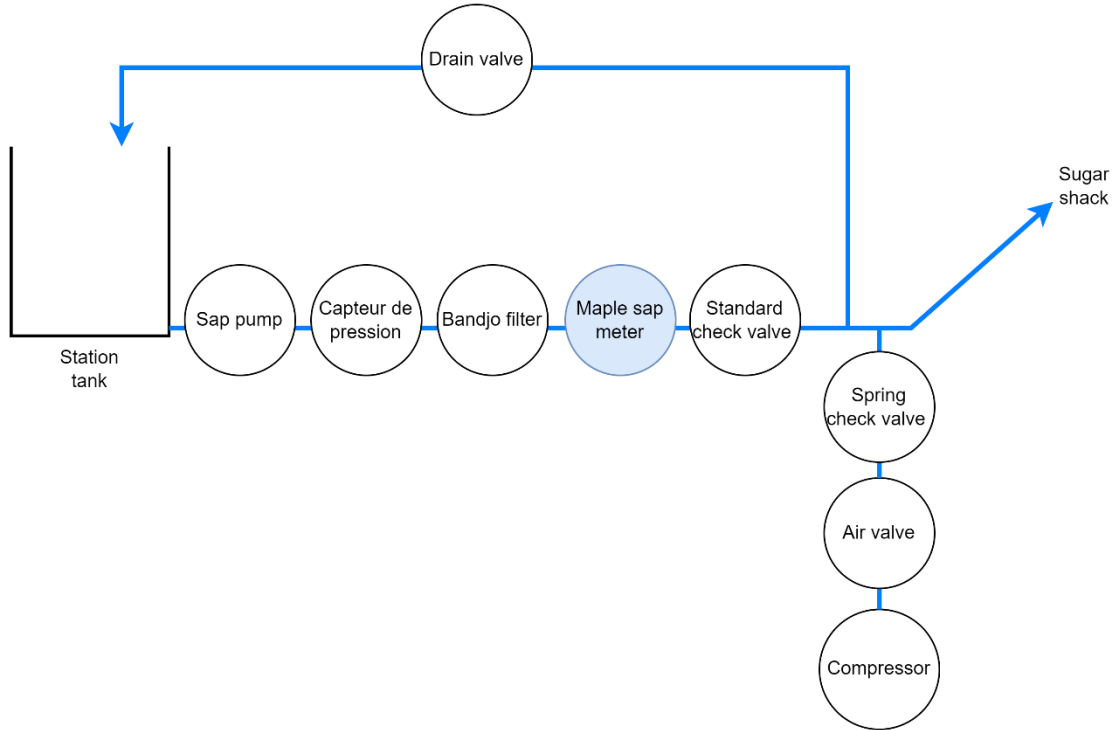 Drain valve
Sugar
shack
Sap pump
Capteur de
pression
Bandjo filter
Maple sap
meter
Standard
check valve
Station
tank
Spring
check valve
Air valve
Compressor